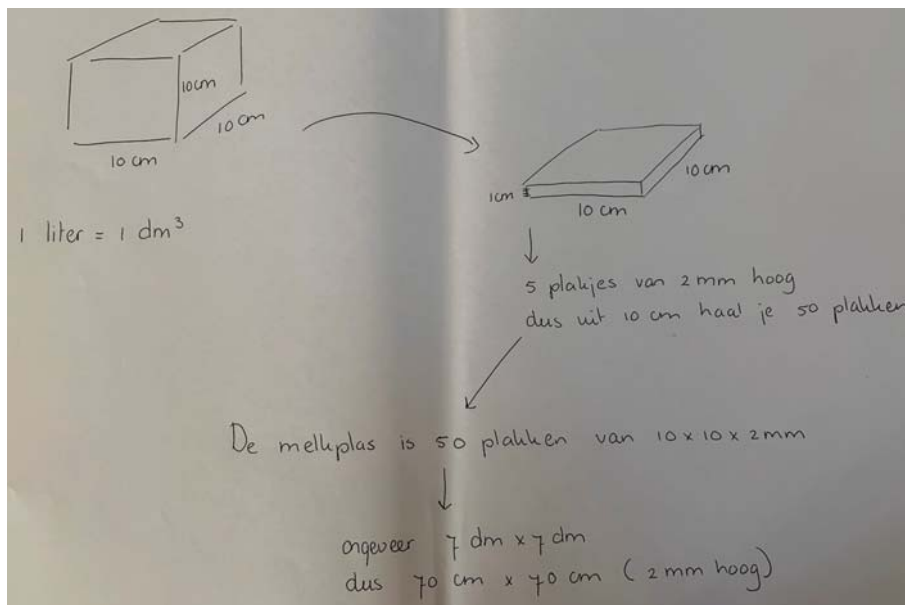 10cm
10 cm
10 cm
1 liter = 1 dm³
1cm
10 cm
10 cm
5 plakjes van 2 mm hoog
dus uit 10 cm haal je 50 plakken
De melkplas is 50 plakken van 10 x 10 x 2mm
ongeveer 7 dm x 7 dm
dus 70 cm x 70 cm ( 2 mm hoog)